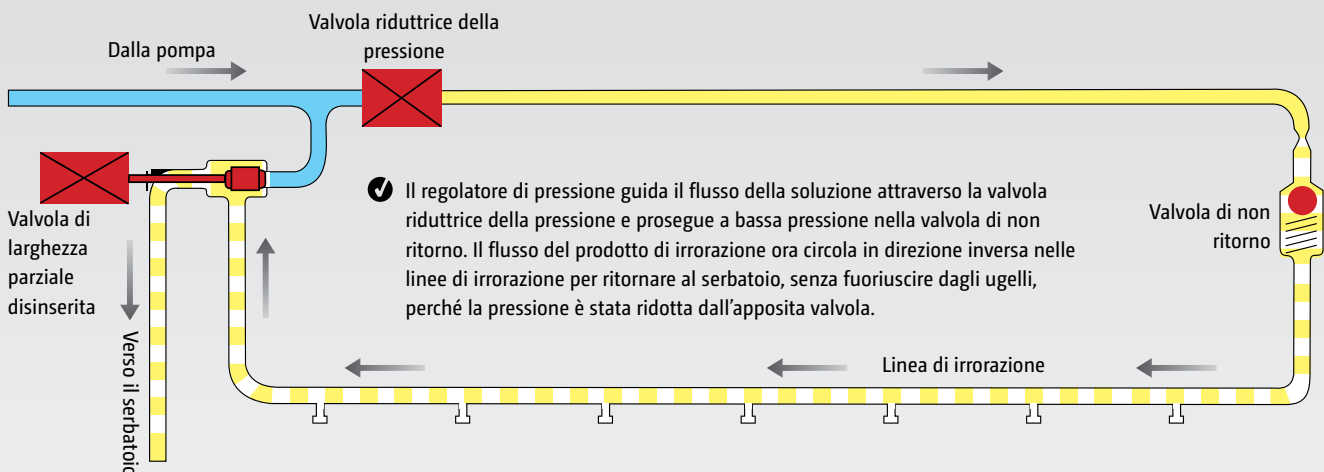 Valvola riduttrice della
pressione
Dalla pompa
Il regolatore di pressione guida il flusso della soluzione attraverso la valvola
riduttrice della pressione e prosegue a bassa pressione nella valvola di non
ritorno. Il flusso del prodotto di irrorazione ora circola in direzione inversa nelle
linee di irrorazione per ritornare al serbatoio, senza fuoriuscire dagli ugelli,
perché la pressione è stata ridotta dall'apposita valvola.
Valvola di
larghezza
parziale
disinserita
Valvola di non
ritorno
Verso il serbatoio
Linea di irrorazione